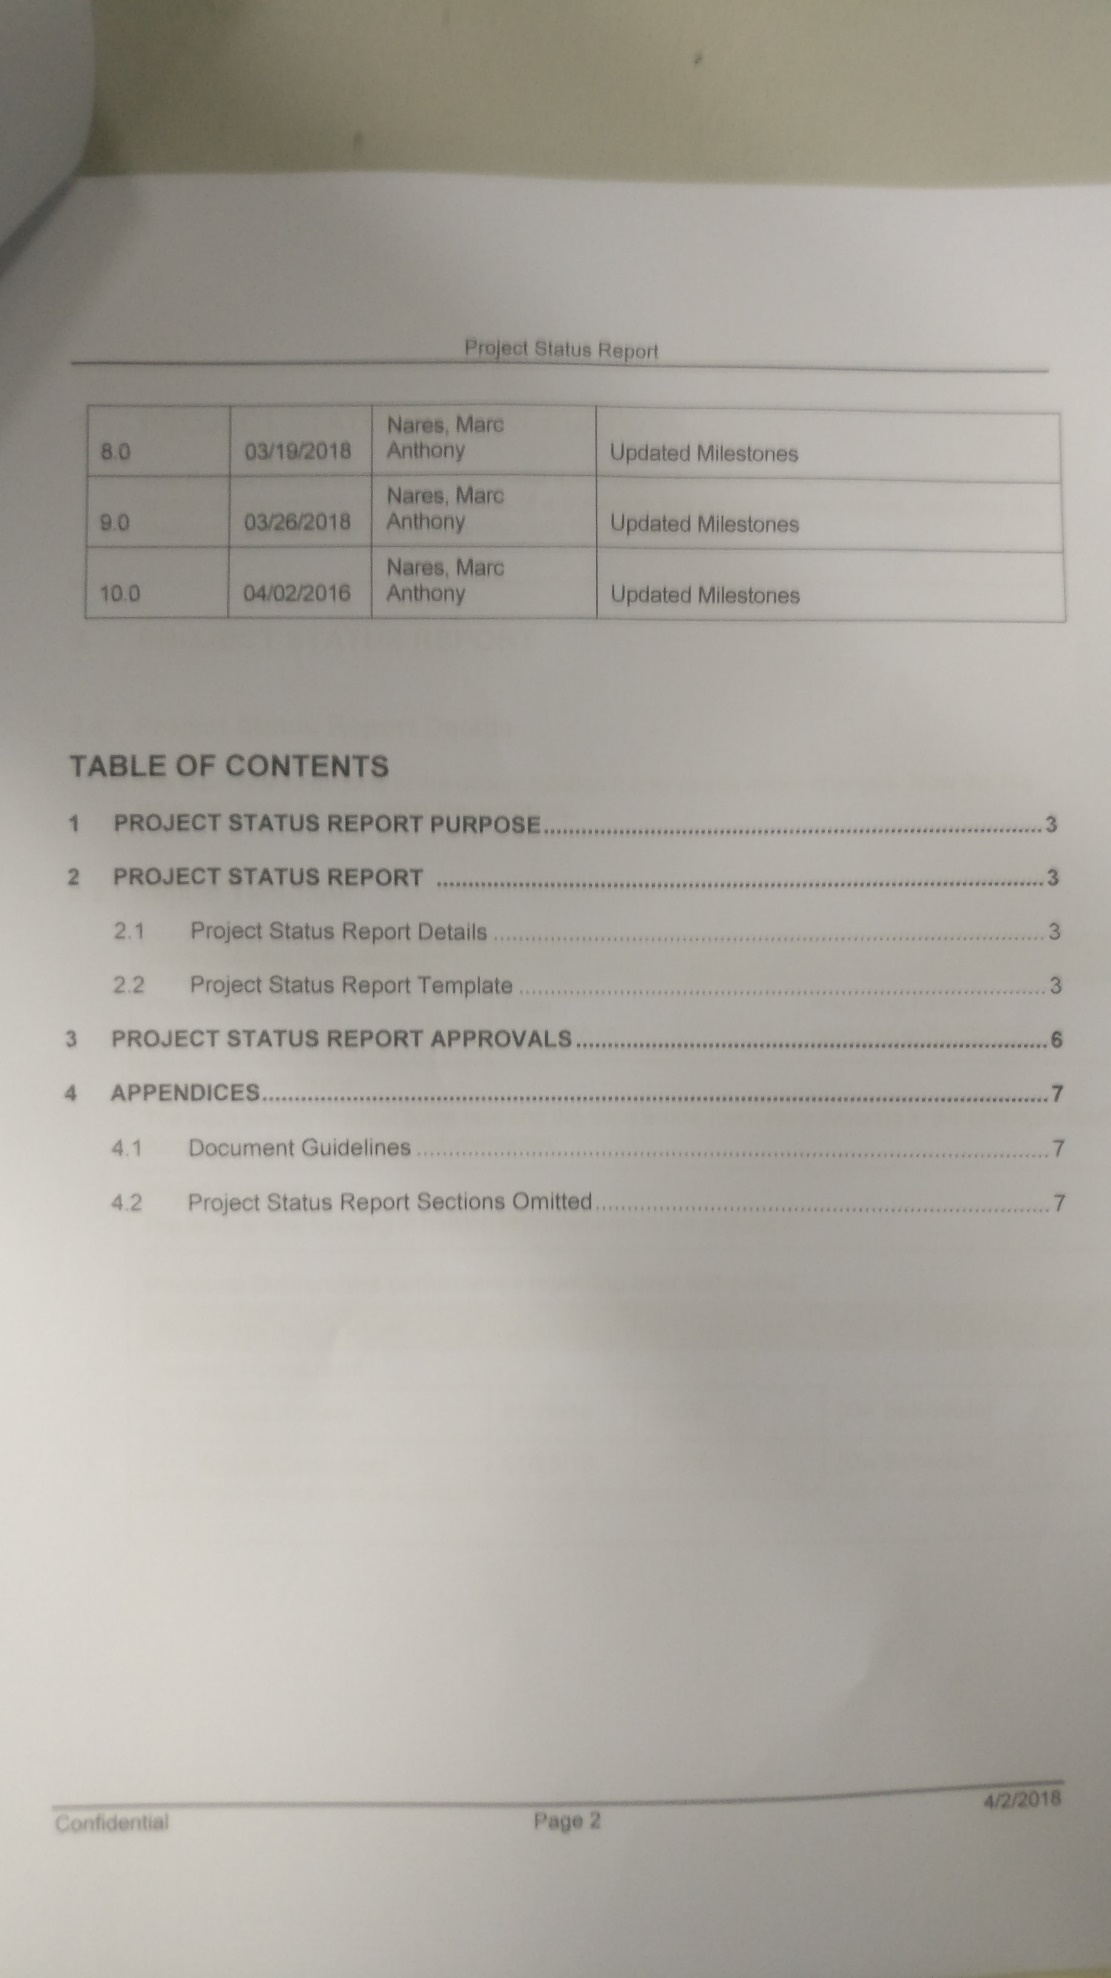 Project Status Report
8.0 03/19/2018 Nares, Marc Anthony Updated Milestones
9.0 03/26/2018 Nares, Marc Anthony Updated Milestones
10.0 04/02/2016 Nares, Marc Anthony Updated Milestones
TABLE OF CONTENTS
1 PROJECT STATUS REPORT PURPOSE 3
2 PROJECT STATUS REPORT 3
2.1 Project Status Report Details 3
2.2 Project Status Report Template 3
3 PROJECT STATUS REPORT APPROVALS 6
4 APPENDICES 7
4.1 Document Guidelines 7
4.2 Project Status Report Sections Omitted 7
Confidential Page 2 4/2/2018